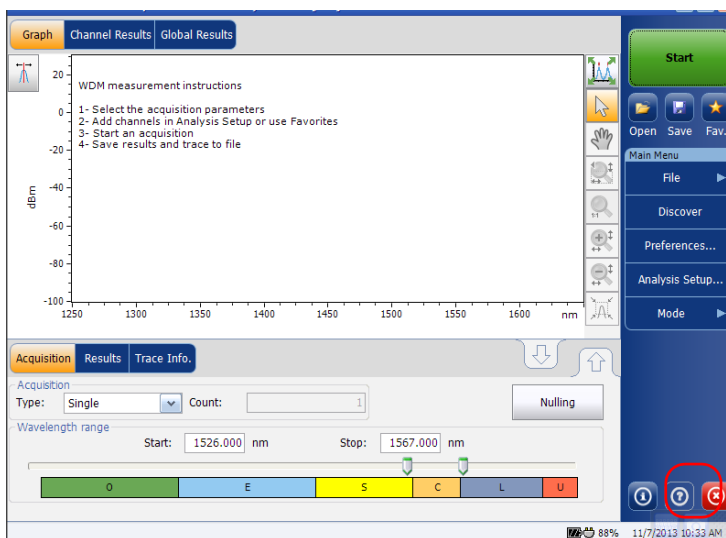 Graph Channel Results Global Results
Start
20
WDM measurement instructions
1- Select the acquisition parameters
2- Add channels in Analysis Setup or use Favorites
3- Start an acquisition
4- Save results and trace to file
0
-20
-40
-60
-80
-100
dBm
1250 1300 1350 1400 1450 1500 1550 1600 nm
1:1
Open Save Fav.
Main Menu
File
Discover
Preferences...
Analysis Setup...
Mode
Acquisition Results Trace Info.
Acquisition
Type: Single Count: 1 Nulling
Wavelength range
Start: 1526.000 nm Stop: 1567.000 nm
O E S C L U
88% 11/7/2013 10:33 AM